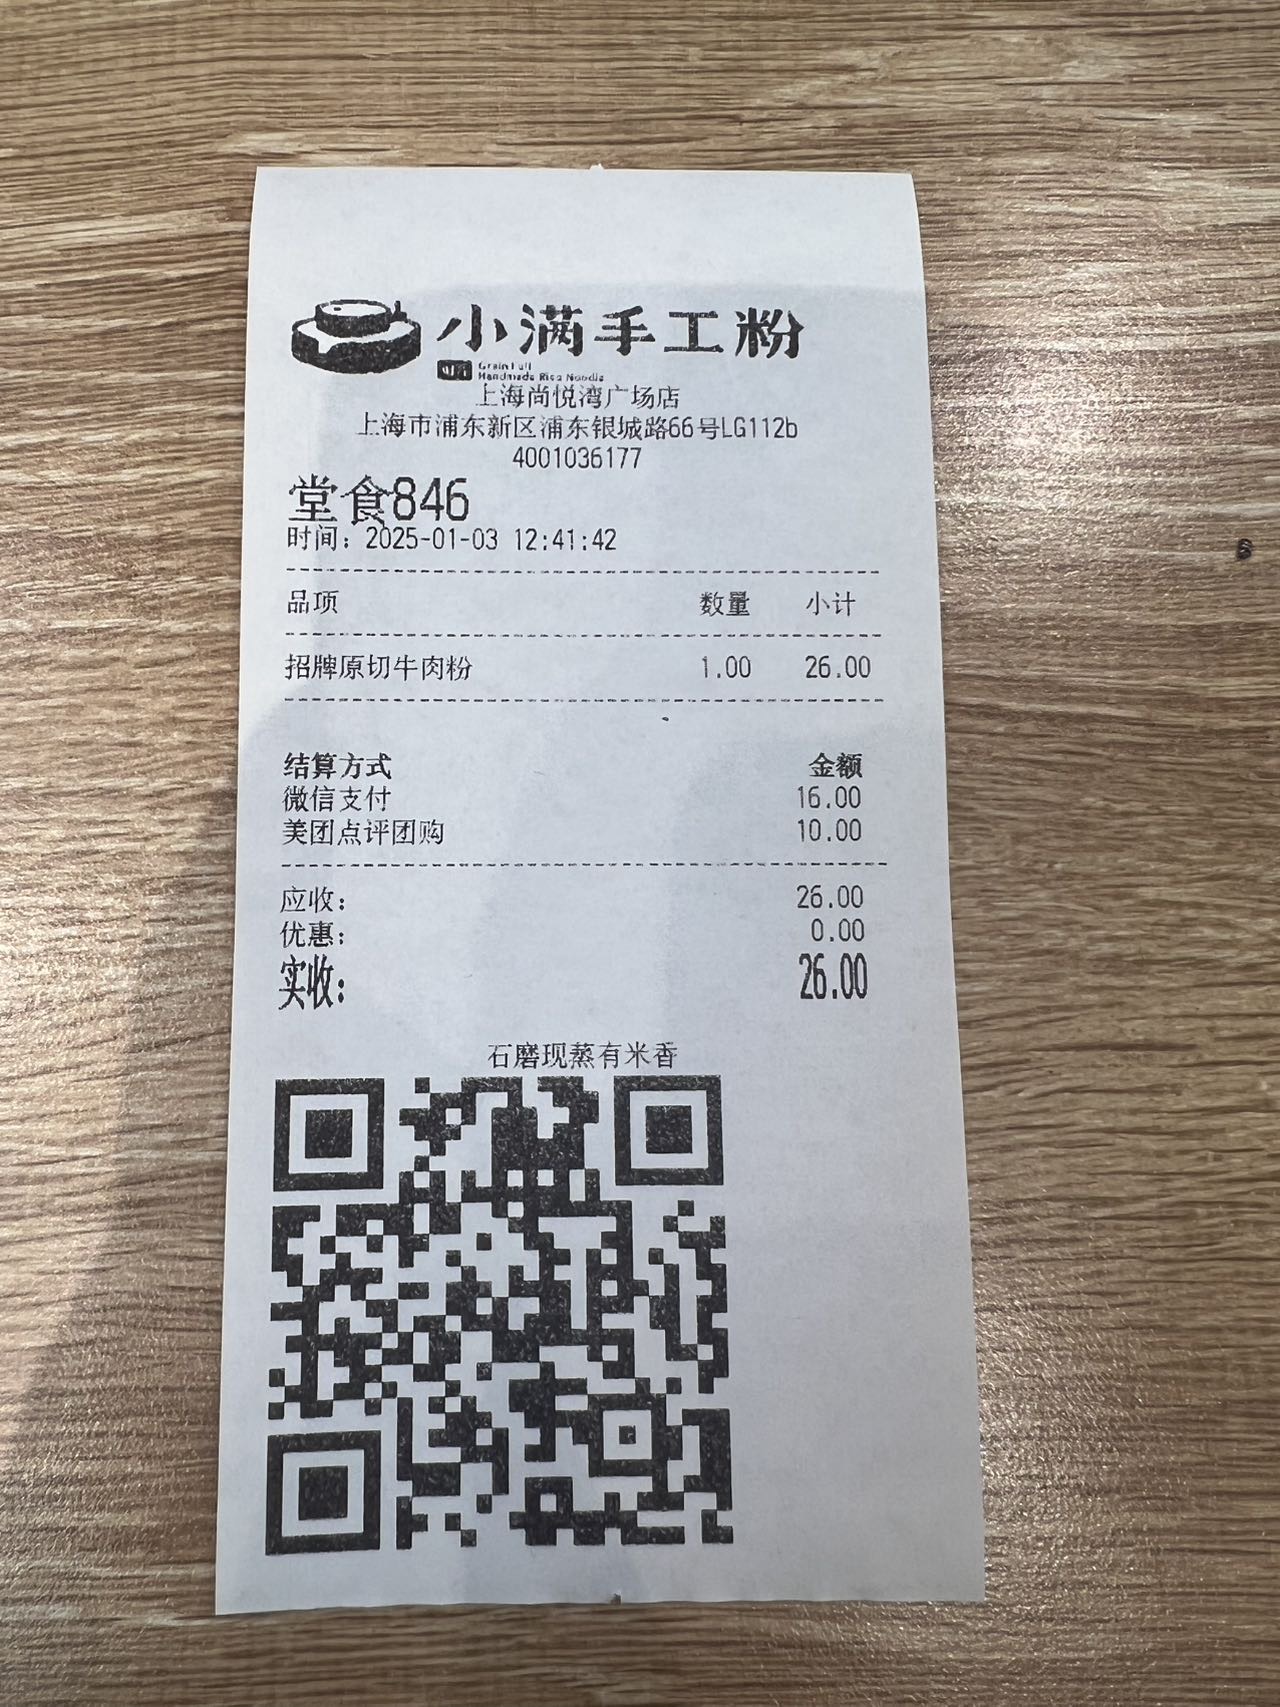 小满手工粉
Grain Full
Handmade Rice Noodle
上海尚悦湾广场店
上海市浦东新区浦东银城路66号LG112b
4001036177
堂食846
时间：2025-01-03 12:41:42
品项 数量 小计
招牌原切牛肉粉 1.00 26.00
结算方式 金额
微信支付 16.00
美团点评团购 10.00
应收： 26.00
优惠： 0.00
实收： 26.00
石磨现蒸有米香